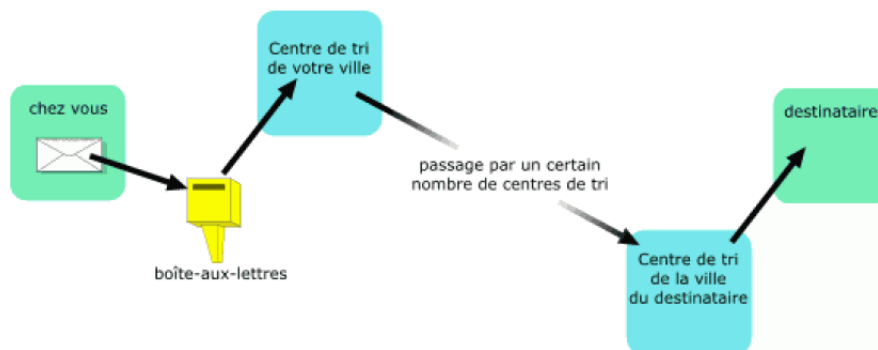 chez vous
boîte-aux-lettres
Centre de tri
de votre ville
passage par un certain
nombre de centres de tri
Centre de tri
de la ville
du destinataire
destinataire